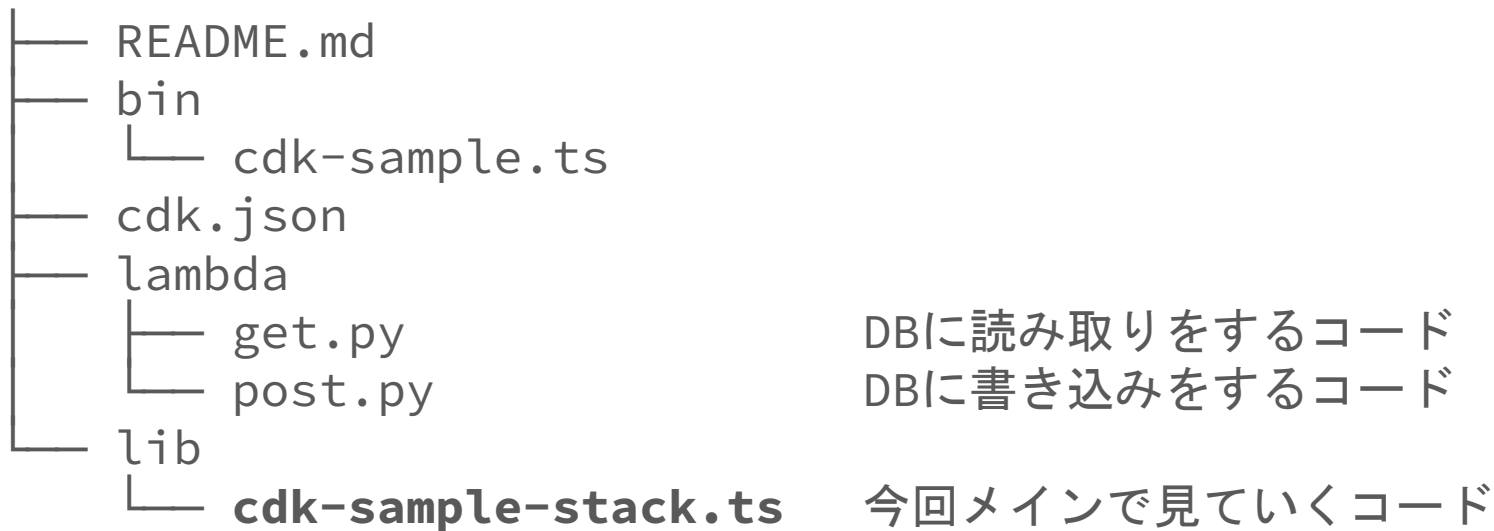 ├── README.md
├── bin
│   └── cdk-sample.ts
├── cdk.json
├── lambda
│   ├── get.py DBに読み取りをするコード
│   └── post.py DBに書き込みをするコード
└── lib
    └── cdk-sample-stack.ts 今回メインで見ていくコード